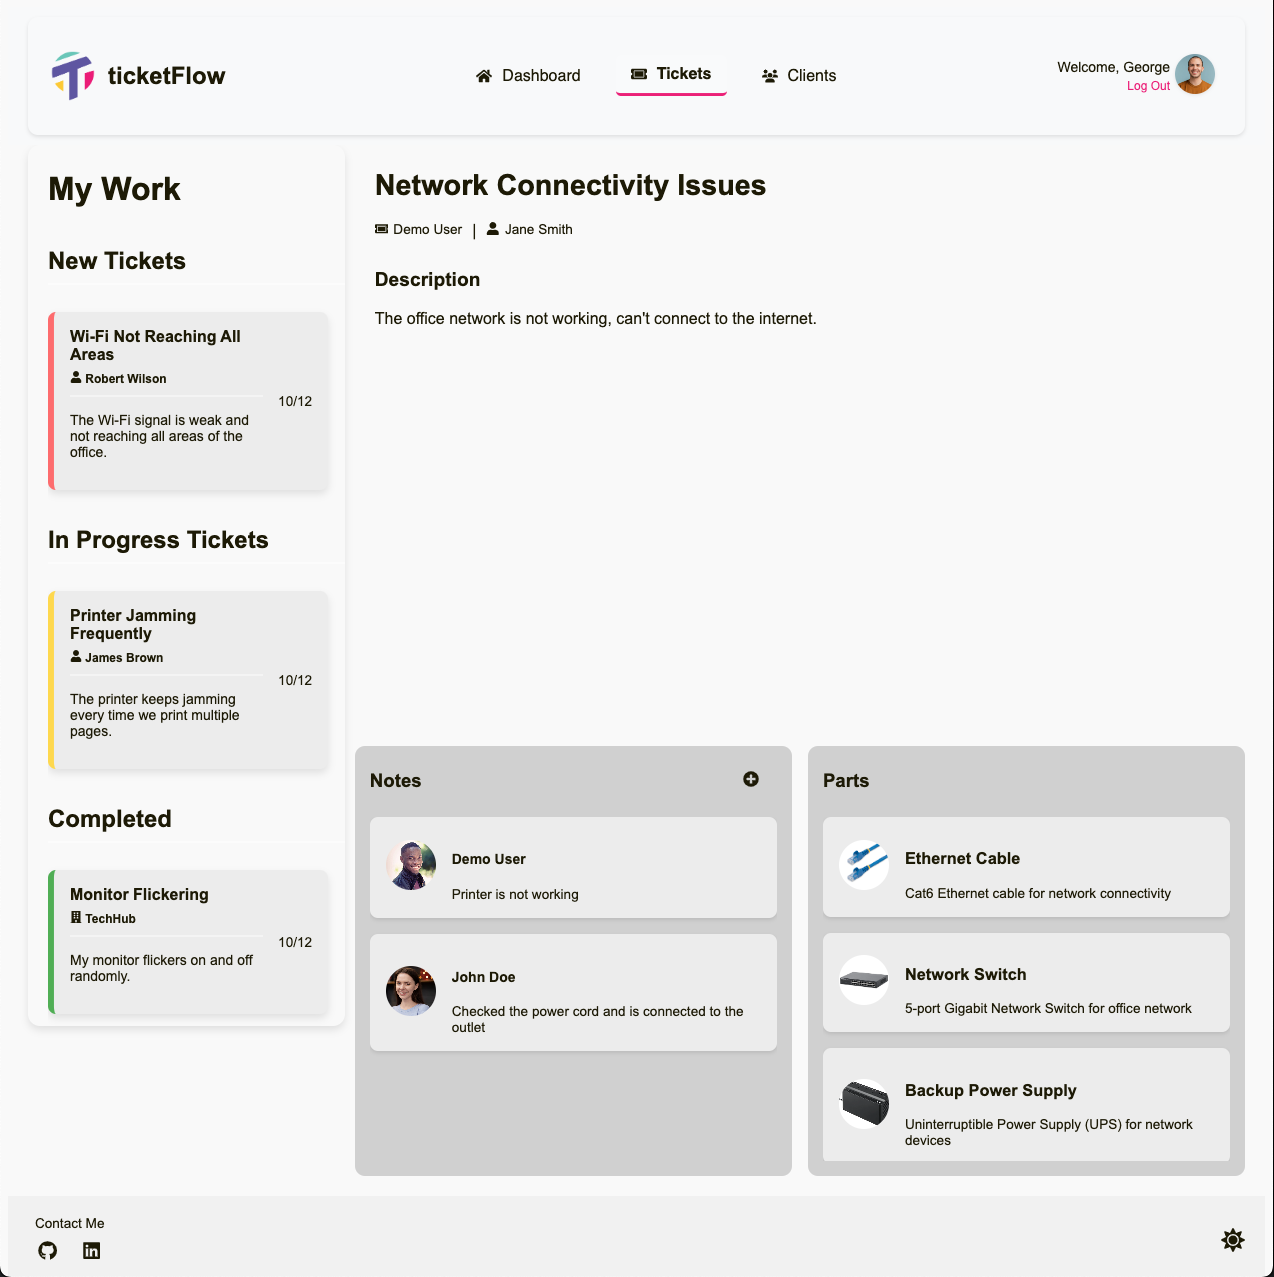 ticketFlow
Dashboard
Tickets
Clients
Welcome, George
Log Out
My Work
New Tickets
Wi-Fi Not Reaching All
Areas
Robert Wilson
10/12
The Wi-Fi signal is weak and
not reaching all areas of the
office.
In Progress Tickets
Printer Jamming
Frequently
James Brown
10/12
The printer keeps jamming
every time we print multiple
pages.
Completed
Monitor Flickering
TechHub
10/12
My monitor flickers on and off
randomly.
Network Connectivity Issues
Demo User | Jane Smith
Description
The office network is not working, can't connect to the internet.
Notes
Demo User
Printer is not working
John Doe
Checked the power cord and is connected to the
outlet
Parts
Ethernet Cable
Cat6 Ethernet cable for network connectivity
Network Switch
5-port Gigabit Network Switch for office network
Backup Power Supply
Uninterruptible Power Supply (UPS) for network
devices
Contact Me